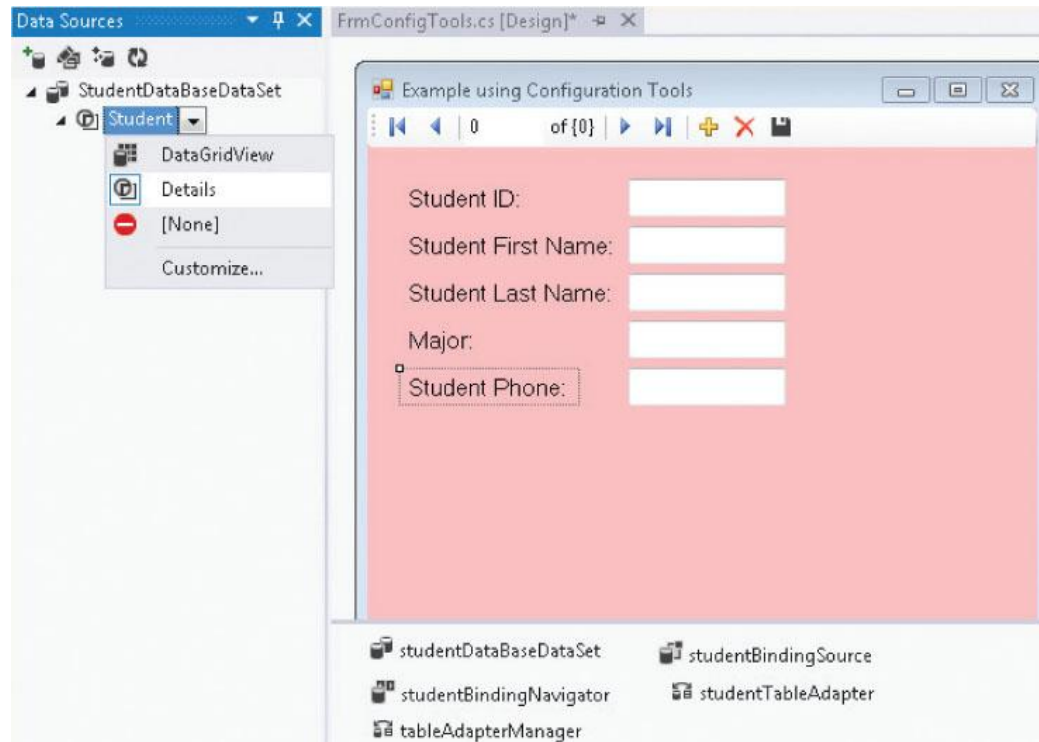 Data Sources
StudentDataBaseDataSet
Student
DataGridView
Details
[None]
Customize...
FrmConfigTools.cs [Design]*
Example using Configuration Tools
0 of {0}
Student ID:
Student First Name:
Student Last Name:
Major:
Student Phone:
studentDataBaseDataSet
studentBindingSource
studentBindingNavigator
studentTableAdapter
tableAdapterManager